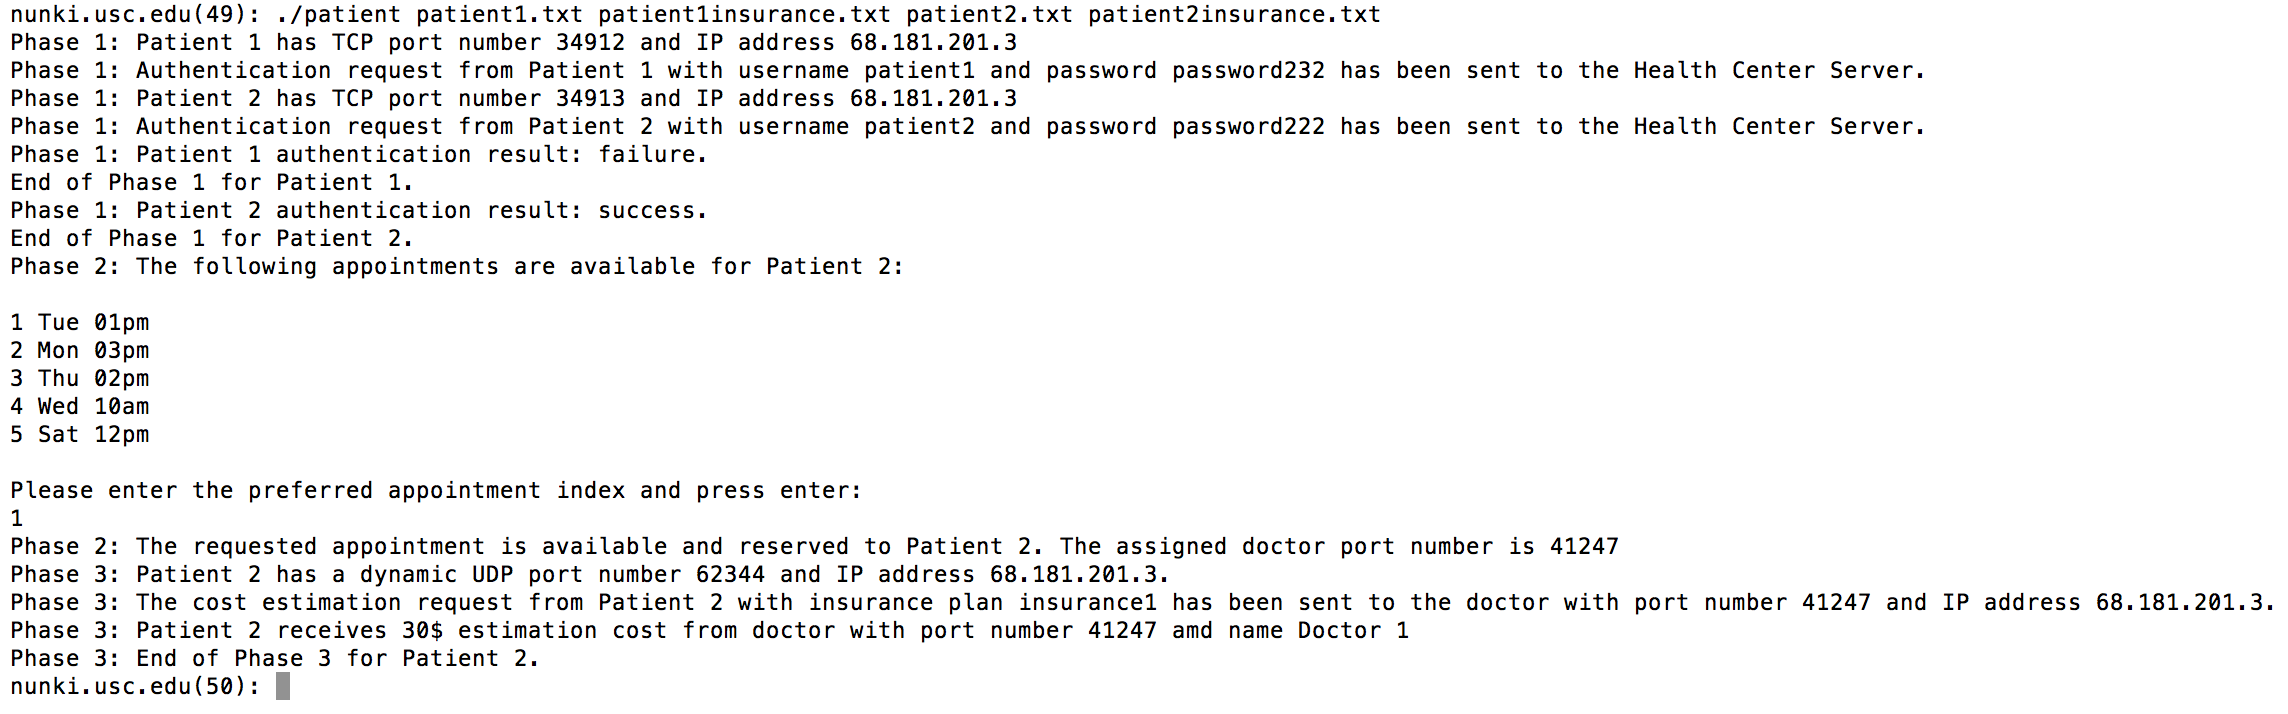 nunki.usc.edu(49): ./patient patient1.txt patient1insurance.txt patient2.txt patient2insurance.txt
Phase 1: Patient 1 has TCP port number 34912 and IP address 68.181.201.3
Phase 1: Authentication request from Patient 1 with username patient1 and password password232 has been sent to the Health Center Server.
Phase 1: Patient 2 has TCP port number 34913 and IP address 68.181.201.3
Phase 1: Authentication request from Patient 2 with username patient2 and password password222 has been sent to the Health Center Server.
Phase 1: Patient 1 authentication result: failure.
End of Phase 1 for Patient 1.
Phase 1: Patient 2 authentication result: success.
End of Phase 1 for Patient 2.
Phase 2: The following appointments are available for Patient 2:
1 Tue 01pm
2 Mon 03pm
3 Thu 02pm
4 Wed 10am
5 Sat 12pm
Please enter the preferred appointment index and press enter:
1
Phase 2: The requested appointment is available and reserved to Patient 2. The assigned doctor port number is 41247
Phase 3: Patient 2 has a dynamic UDP port number 62344 and IP address 68.181.201.3.
Phase 3: The cost estimation request from Patient 2 with insurance plan insurance1 has been sent to the doctor with port number 41247 and IP address 68.181.201.3.
Phase 3: Patient 2 receives 30$ estimation cost from doctor with port number 41247 amd name Doctor 1
Phase 3: End of Phase 3 for Patient 2.
nunki.usc.edu(50):